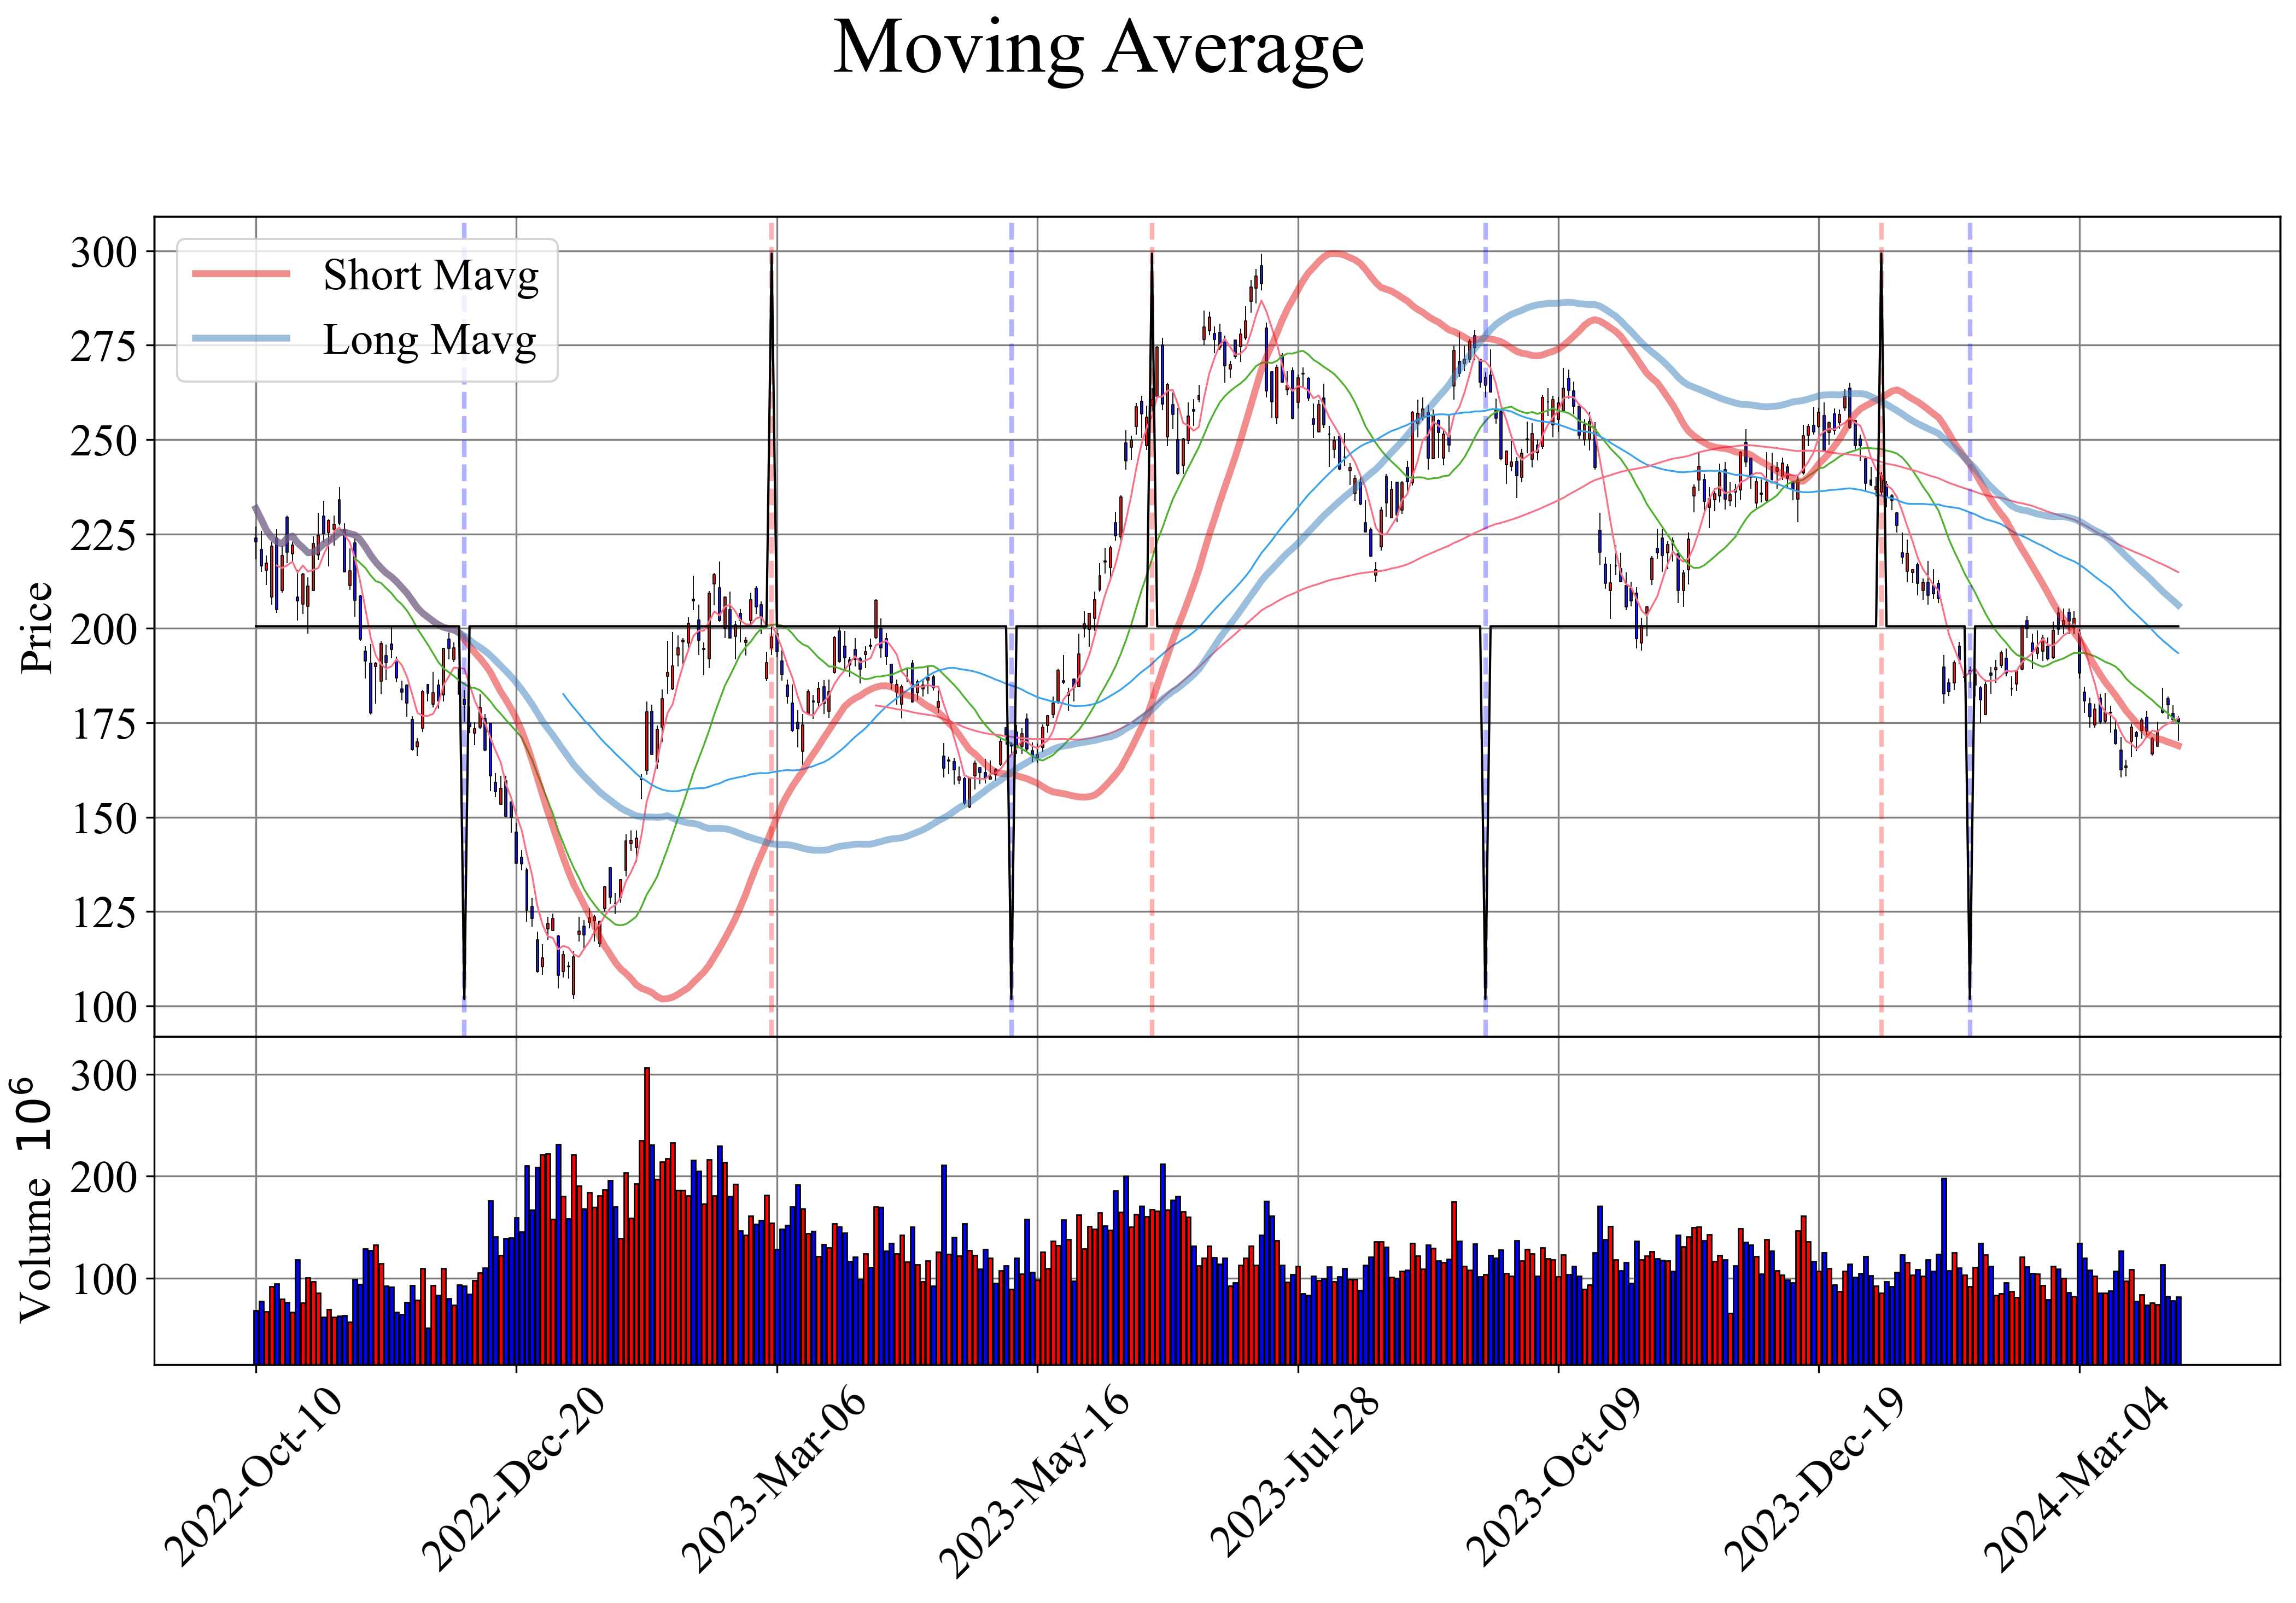 Moving Average
Short Mavg
Long Mavg
Price
300
275
250
225
200
175
150
125
100
Volume 10⁶
300
200
100
2022-Oct-10
2022-Dec-20
2023-Mar-06
2023-May-16
2023-Jul-28
2023-Oct-09
2023-Dec-19
2024-Mar-04